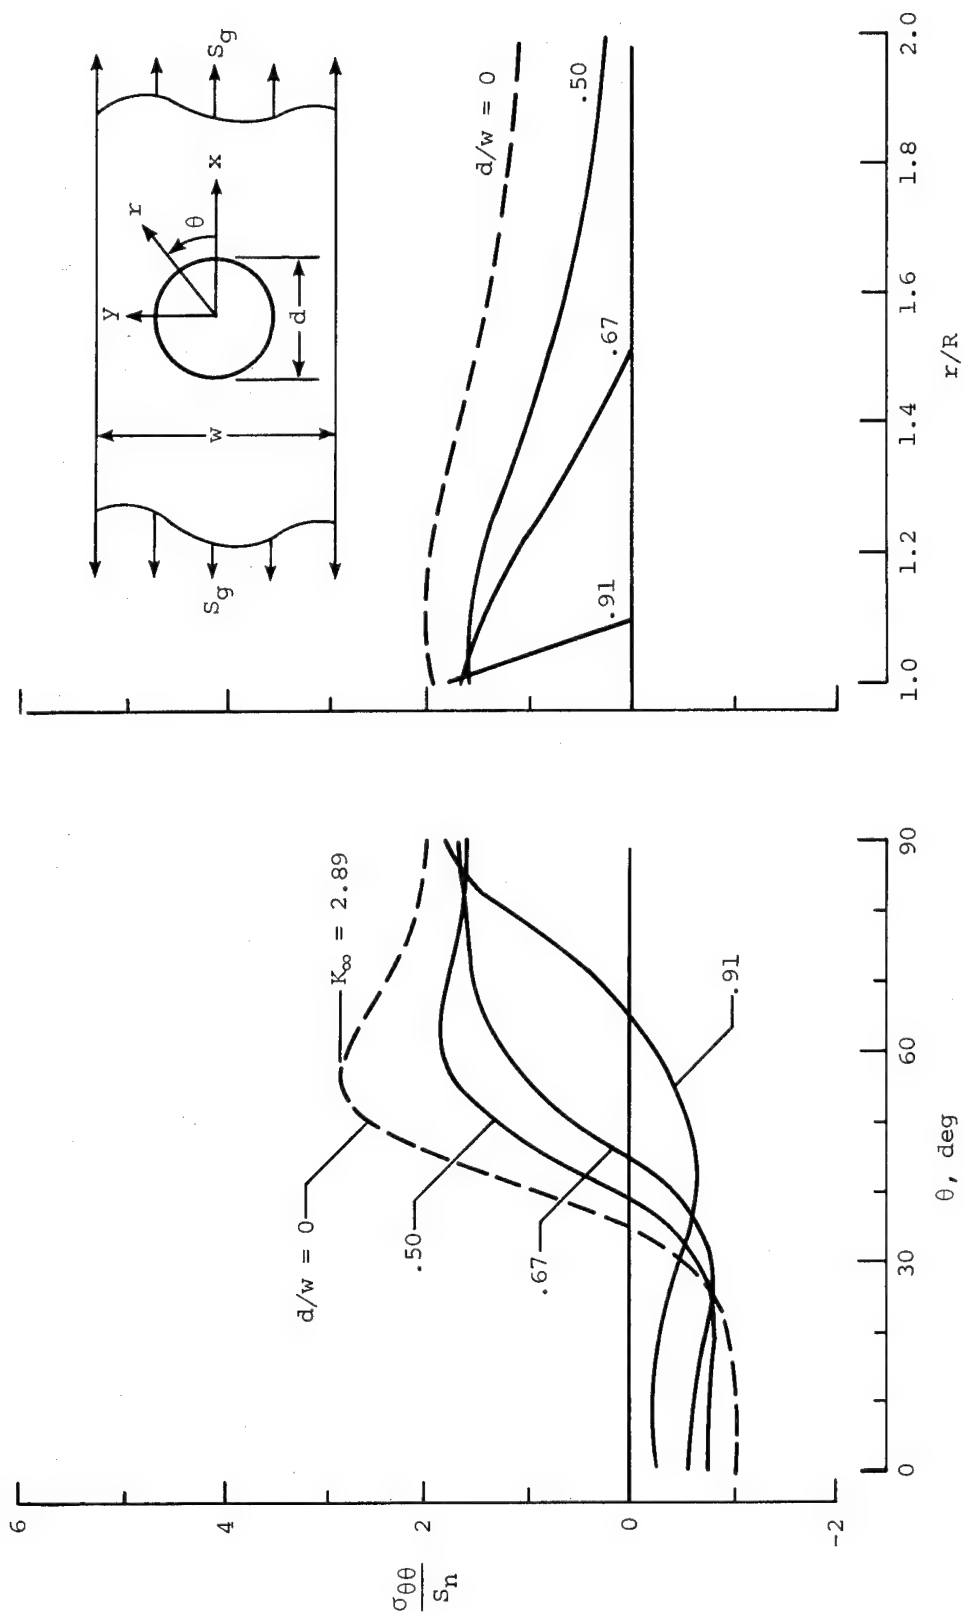 6
4
2
0
-2
σθθ
Sn
d/w = 0
.50
.67
K∞ = 2.89
.91
0
30
60
90
θ, deg
Sg
w
y
r
θ
x
d
Sg
d/w = 0
.50
.67
.91
1.0
1.2
1.4
1.6
1.8
2.0
r/R